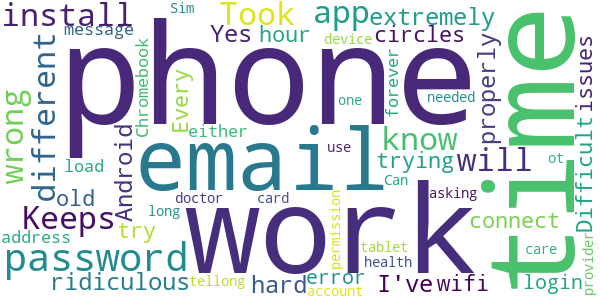 install
message
Sim
Took
Yes
hour
app
extremely
circles
device
phone
time
wrong
different
Chromebook
Every
either
forever
one
needed
properly
issues
Difficult
Android
email
know
use
trying
will
load
old
Keeps
try
long
doctor
card
work
Can
asking
connect
ot
care
provider
address
password
permission
tablet
health
ridiculous
tellong
hard
error
account
I've
wifi
login